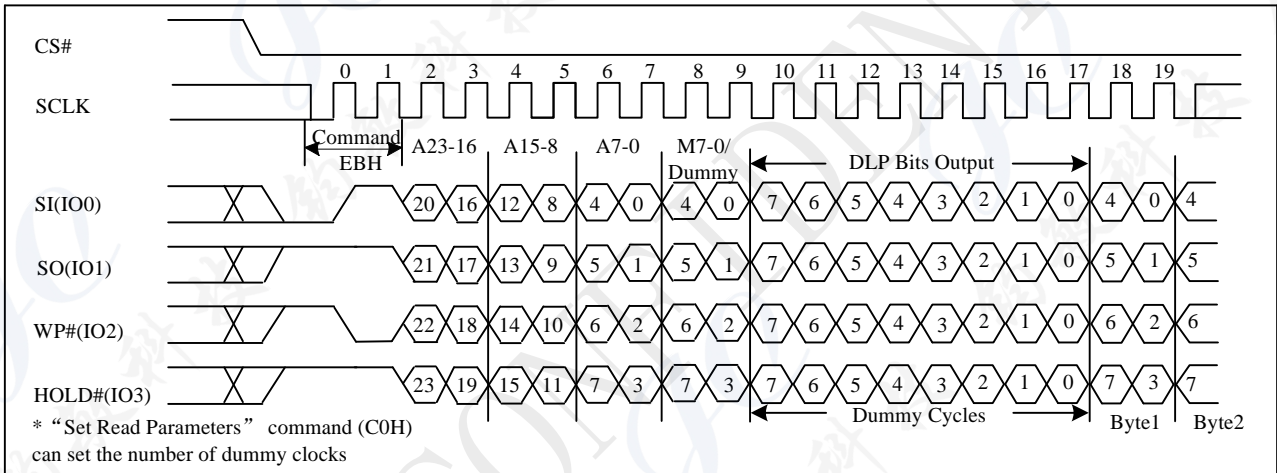 CS#
0 1 2 3 4 5 6 7 8 9 10 11 12 13 14 15 16 17 18 19
SCLK
Command
EBH
A23-16 A15-8 A7-0 M7-0/
Dummy
DLP Bits Output
SI(IO0) 20 16 12 8 4 0 4 0 7 6 5 4 3 2 1 0 4 0 4
SO(IO1) 21 17 13 9 5 1 5 1 7 6 5 4 3 2 1 0 5 1 5
WP#(IO2) 22 18 14 10 6 2 6 2 7 6 5 4 3 2 1 0 6 2 6
HOLD#(IO3) 23 19 15 11 7 3 7 3 7 6 5 4 3 2 1 0 7 3 7
Dummy Cycles Byte1 Byte2
* “Set Read Parameters” command (C0H)
can set the number of dummy clocks